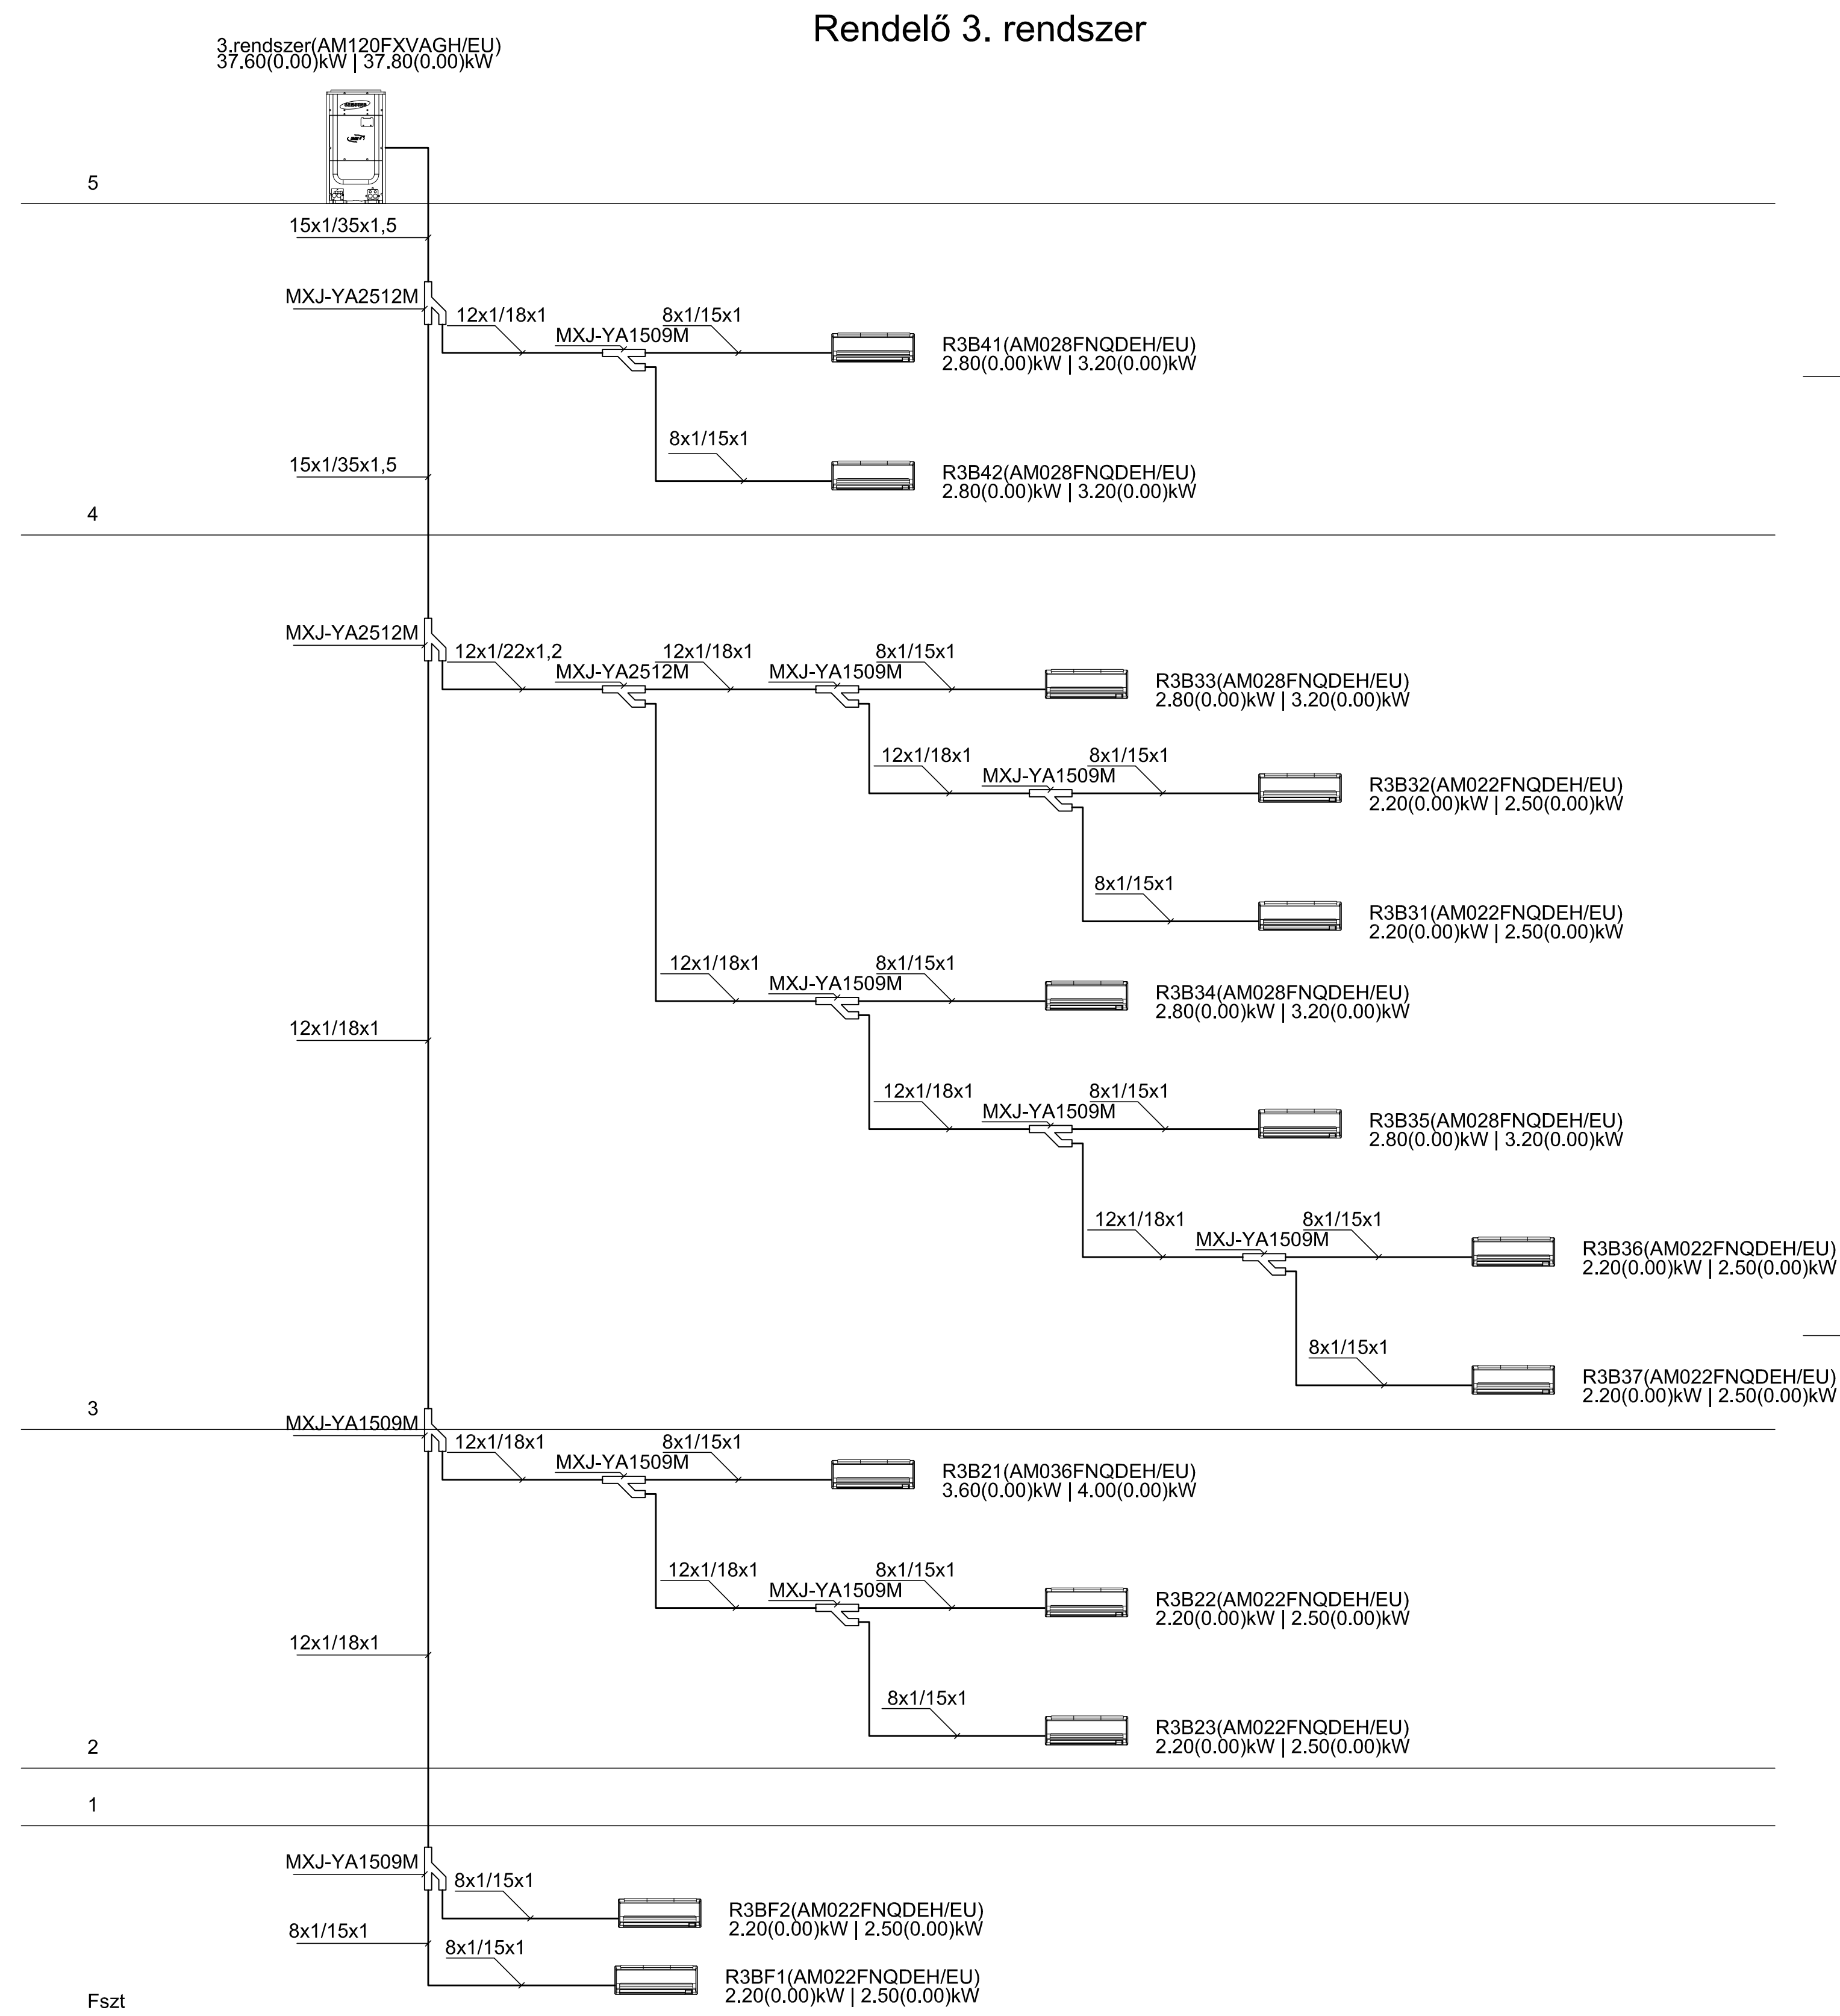 Rendelő 3. rendszer
3.rendszer(AM120FXVAGH/EU)
37.60(0.00)kW | 37.80(0.00)kW
SAMSUNG
5
15x1/35x1,5
MXJ-YA2512M
12x1/18x1
MXJ-YA1509M
8x1/15x1
R3B41(AM028FNQDEH/EU)
2.80(0.00)kW | 3.20(0.00)kW
8x1/15x1
R3B42(AM028FNQDEH/EU)
2.80(0.00)kW | 3.20(0.00)kW
15x1/35x1,5
4
MXJ-YA2512M
12x1/22x1,2
MXJ-YA2512M
12x1/18x1
MXJ-YA1509M
8x1/15x1
R3B33(AM028FNQDEH/EU)
2.80(0.00)kW | 3.20(0.00)kW
12x1/18x1
MXJ-YA1509M
8x1/15x1
R3B32(AM022FNQDEH/EU)
2.20(0.00)kW | 2.50(0.00)kW
8x1/15x1
R3B31(AM022FNQDEH/EU)
2.20(0.00)kW | 2.50(0.00)kW
12x1/18x1
MXJ-YA1509M
8x1/15x1
R3B34(AM028FNQDEH/EU)
2.80(0.00)kW | 3.20(0.00)kW
12x1/18x1
12x1/18x1
MXJ-YA1509M
8x1/15x1
R3B35(AM028FNQDEH/EU)
2.80(0.00)kW | 3.20(0.00)kW
12x1/18x1
MXJ-YA1509M
8x1/15x1
R3B36(AM022FNQDEH/EU)
2.20(0.00)kW | 2.50(0.00)kW
8x1/15x1
R3B37(AM022FNQDEH/EU)
2.20(0.00)kW | 2.50(0.00)kW
3
MXJ-YA1509M
12x1/18x1
MXJ-YA1509M
8x1/15x1
R3B21(AM036FNQDEH/EU)
3.60(0.00)kW | 4.00(0.00)kW
12x1/18x1
MXJ-YA1509M
8x1/15x1
R3B22(AM022FNQDEH/EU)
2.20(0.00)kW | 2.50(0.00)kW
12x1/18x1
8x1/15x1
R3B23(AM022FNQDEH/EU)
2.20(0.00)kW | 2.50(0.00)kW
2
1
MXJ-YA1509M
8x1/15x1
R3BF2(AM022FNQDEH/EU)
2.20(0.00)kW | 2.50(0.00)kW
8x1/15x1
8x1/15x1
R3BF1(AM022FNQDEH/EU)
2.20(0.00)kW | 2.50(0.00)kW
Fszt